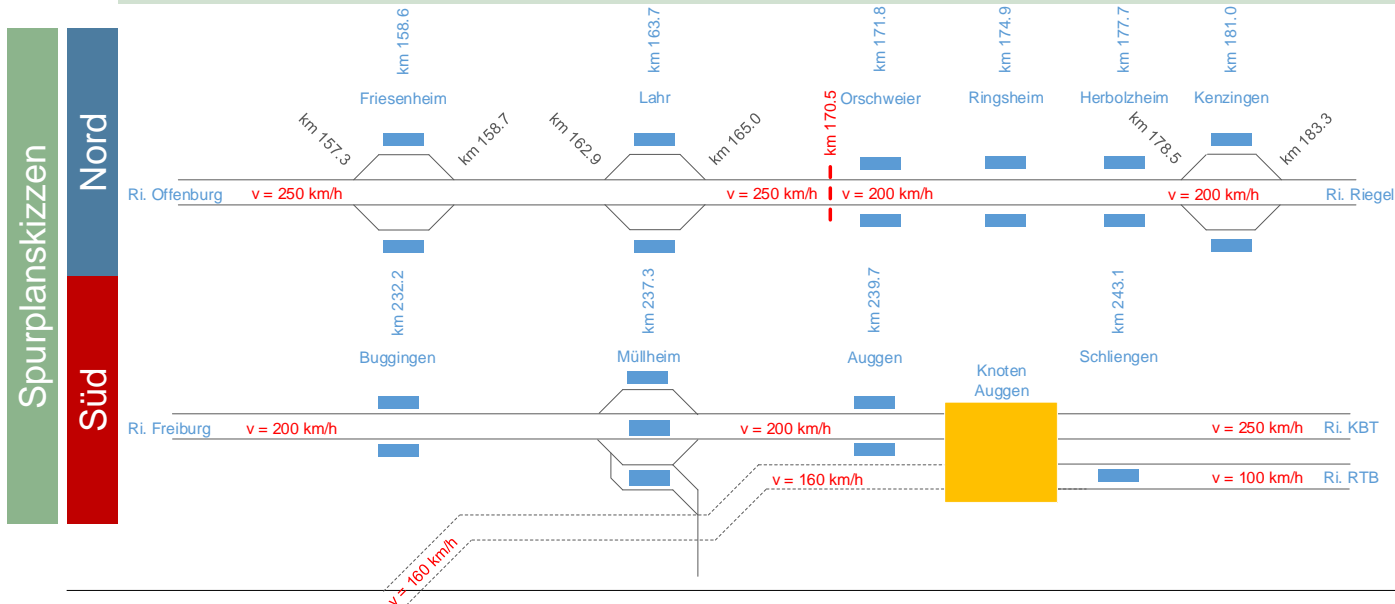 Spurplanskizzen
Nord
Süd
km 158.6
km 163.7
km 171.8
km 174.9
km 177.7
km 181.0
Friesenheim
Lahr
Orschweier
Ringsheim
Herbolzheim
Kenzingen
km 157.3
km 158.7
km 162.9
km 165.0
km 170.5
km 178.5
km 183.3
Ri. Offenburg
v = 250 km/h
v = 250 km/h
v = 200 km/h
v = 200 km/h
Ri. Riegel
km 232.2
km 237.3
km 239.7
km 243.1
Buggingen
Müllheim
Auggen
Knoten
Auggen
Schliengen
Ri. Freiburg
v = 200 km/h
v = 200 km/h
v = 250 km/h
Ri. KBT
v = 160 km/h
v = 100 km/h
Ri. RTB
v = 160 km/h